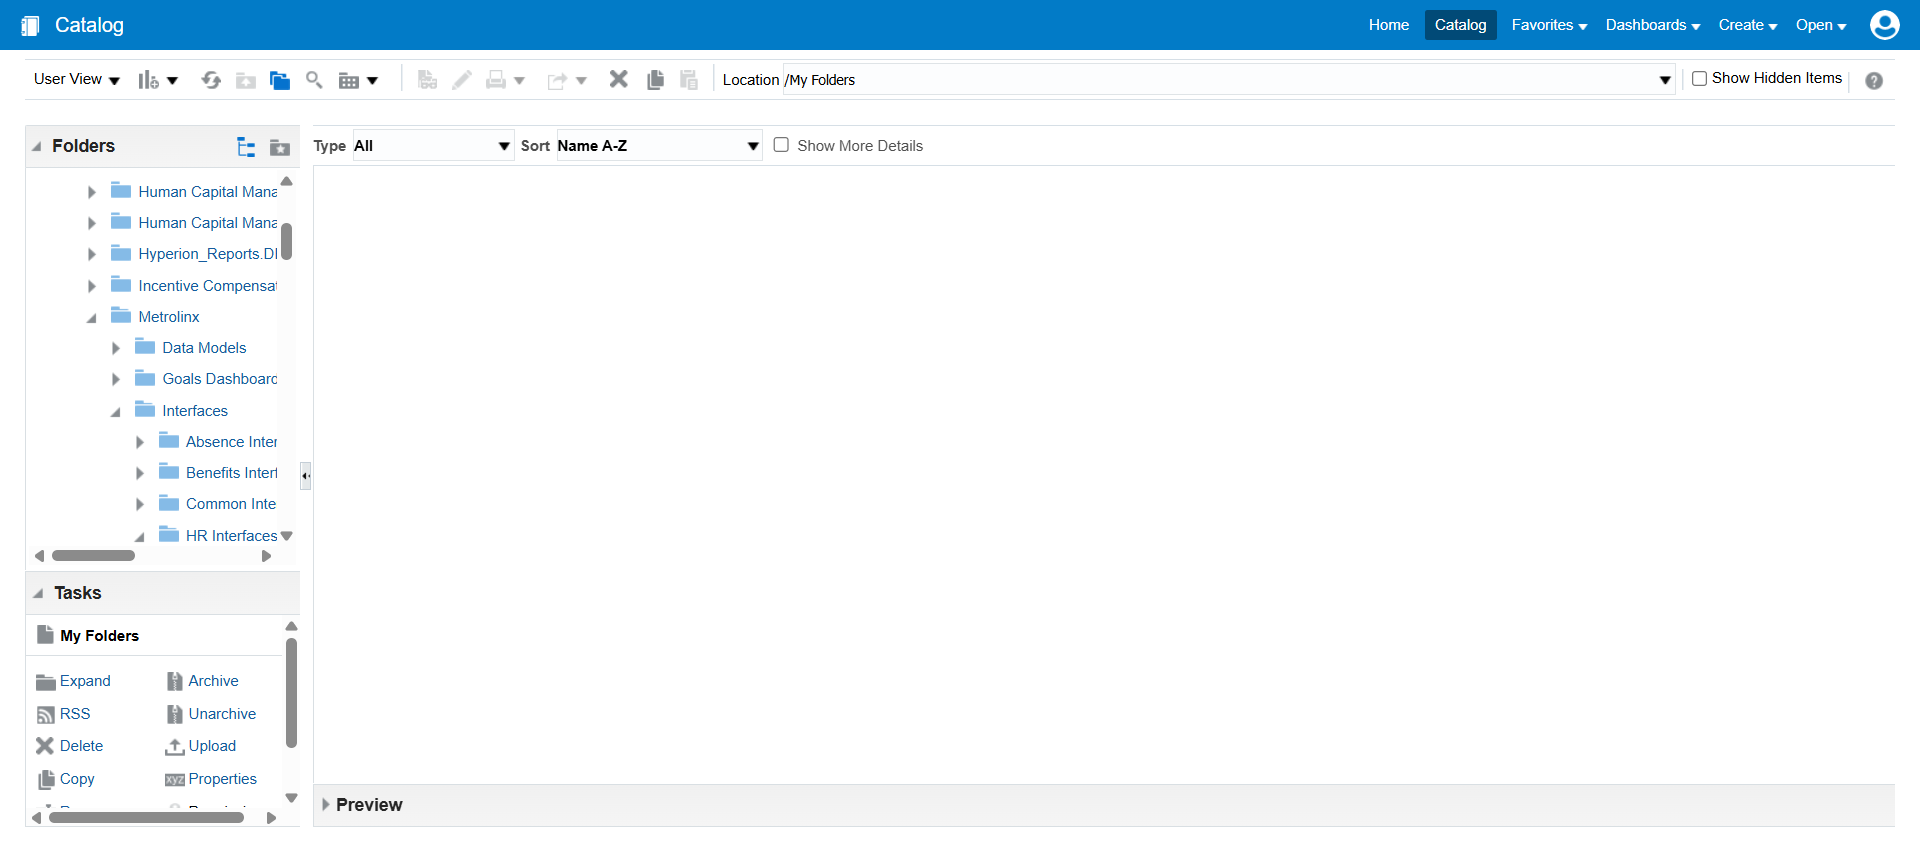 Catalog
Home Catalog Favorites Dashboards Create Open
User View
Location /My Folders
Show Hidden Items
Folders
Type All Sort Name A-Z Show More Details
Human Capital Mana
Human Capital Mana
Hyperion_Reports.D
Incentive Compensat
Metrolinx
Data Models
Goals Dashboard
Interfaces
Absence Inter
Benefits Interf
Common Inte
HR Interfaces
Tasks
My Folders
Expand Archive
RSS Unarchive
Delete Upload
Copy xyz Properties
Preview